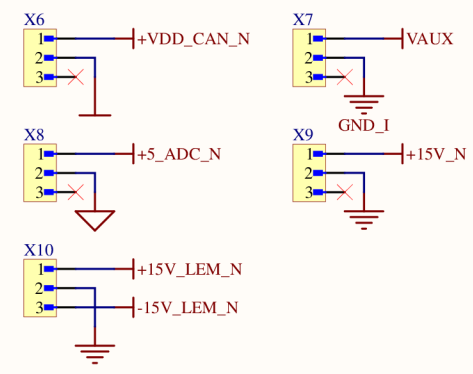 X6
1 +VDD_CAN_N
2
3
X7
1 VAUX
2
3
GND_I
X8
1 +5_ADC_N
2
3
X9
1 +15V_N
2
3
X10
1 +15V_LEM_N
2
3 -15V_LEM_N